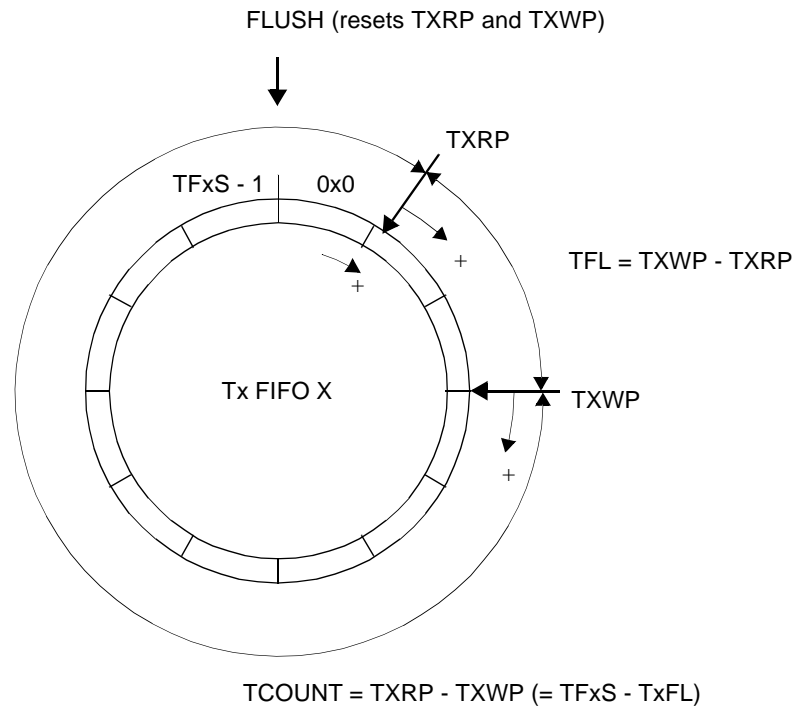 FLUSH (resets TXRP and TXWP)
TXRP
TFxS - 1
0x0
+
TFL = TXWP - TXRP
+
Tx FIFO X
TXWP
+
TCOUNT = TXRP - TXWP (= TFxS - TxFL)